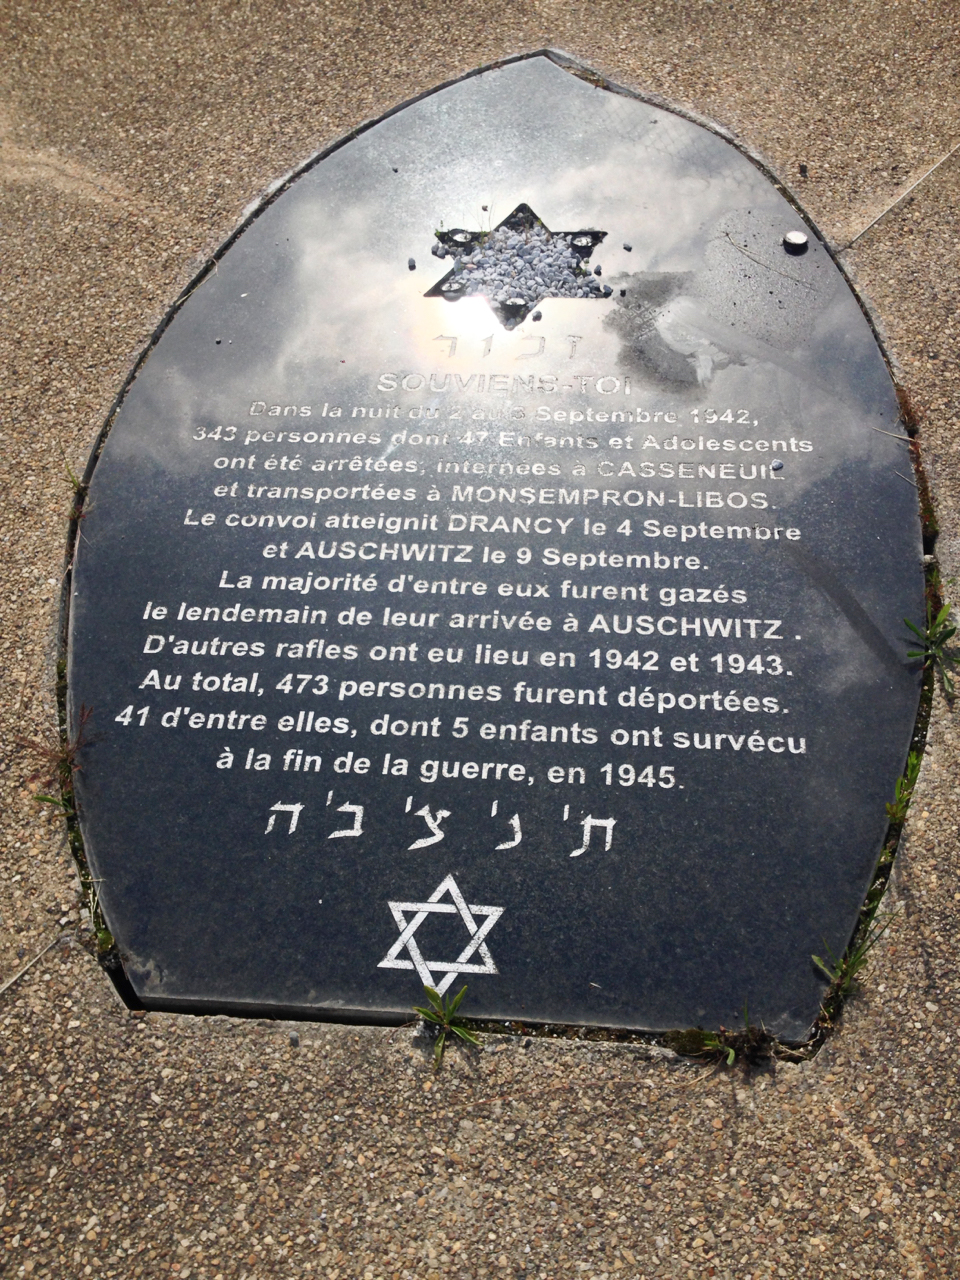 זכור
SOUVIENS-TOI
Dans la nuit du 2 au 3 Septembre 1942,
343 personnes dont 47 Enfants et Adolescents
ont été arrêtées, internées à CASSENEUIL
et transportées à MONSEMPRON-LIBOS.
Le convoi atteignit DRANCY le 4 Septembre
et AUSCHWITZ le 9 Septembre.
La majorité d'entre eux furent gazés
le lendemain de leur arrivée à AUSCHWITZ .
D'autres rafles ont eu lieu en 1942 et 1943.
Au total, 473 personnes furent déportées.
41 d'entre elles, dont 5 enfants, ont survécu
à la fin de la guerre, en 1945.
ת'נ'צ'ב'ה